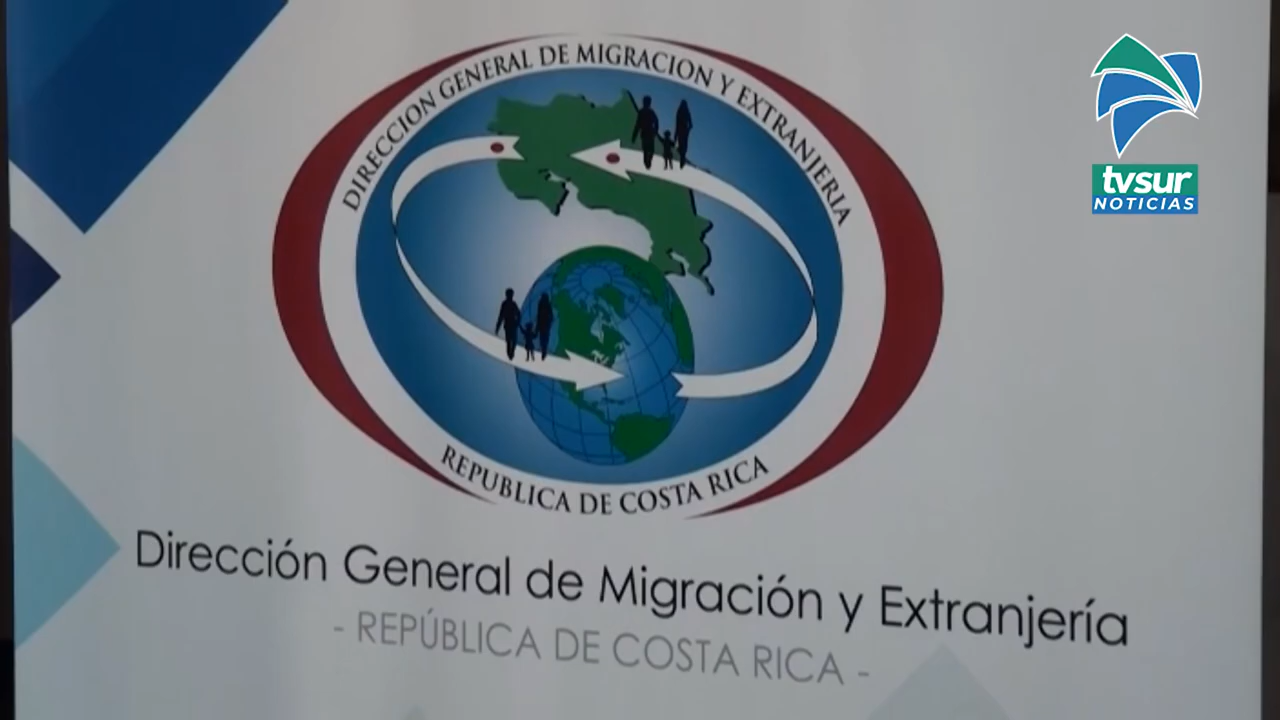 DIRECCION GENERAL DE MIGRACION Y EXTRANJERIA
tvsur
NOTICIAS
REPUBLICA DE COSTA RICA
Dirección General de Migración y Extranjería
- REPÚBLICA DE COSTA RICA -